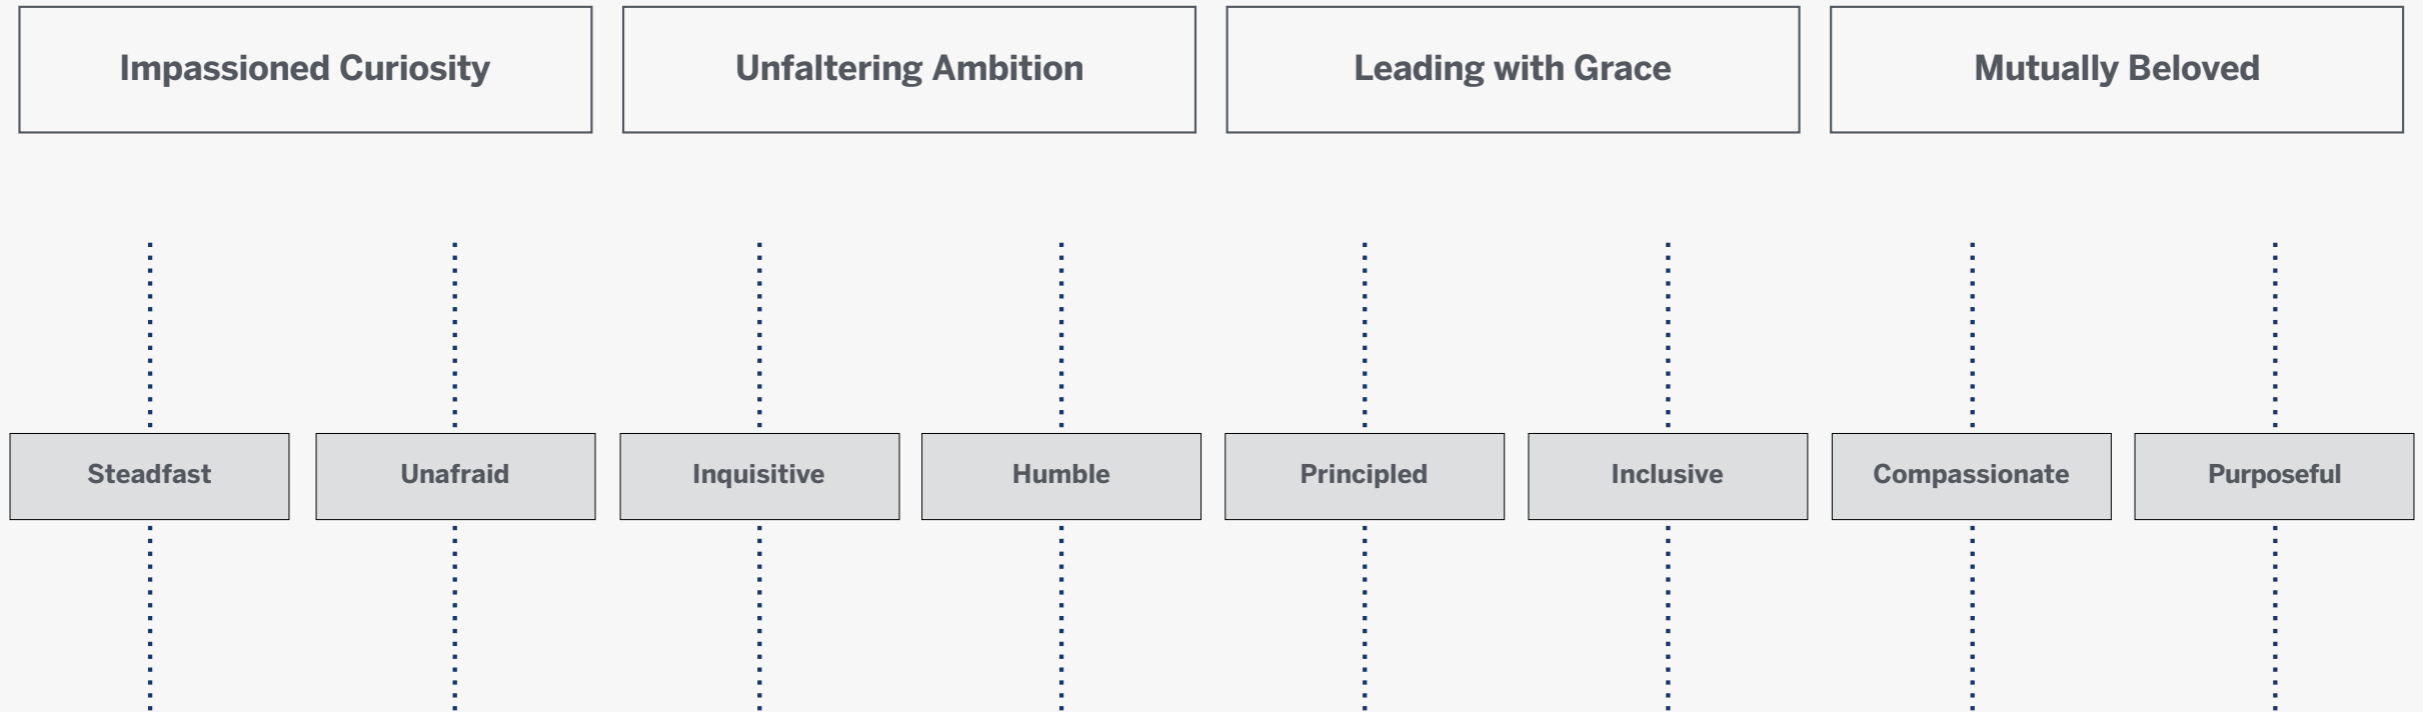 Impassioned Curiosity
Unfaltering Ambition
Leading with Grace
Mutually Beloved
Steadfast
Unafraid
Inquisitive
Humble
Principled
Inclusive
Compassionate
Purposeful